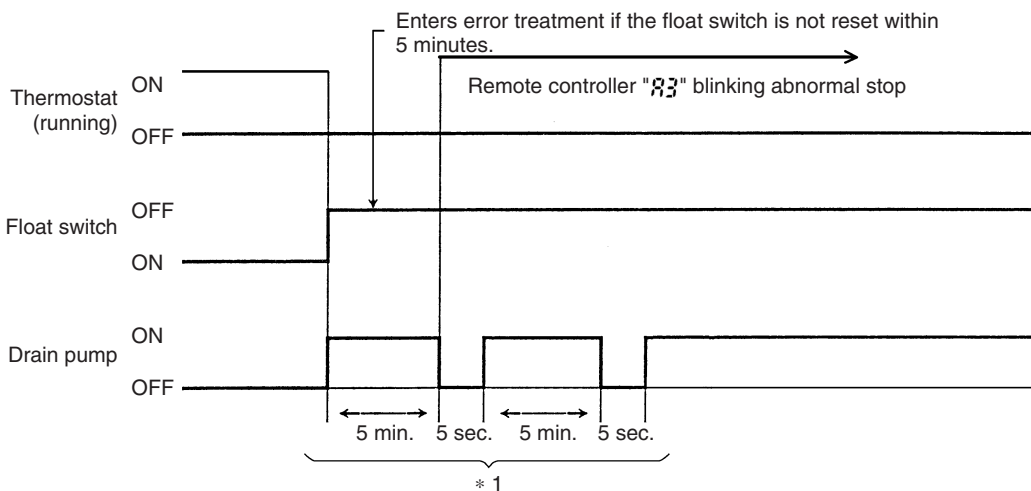 Enters error treatment if the float switch is not reset within
5 minutes.
Remote controller "A3" blinking abnormal stop
Thermostat
(running)
ON
OFF
Float switch
OFF
ON
Drain pump
ON
OFF
5 min. 5 sec. 5 min. 5 sec.
* 1